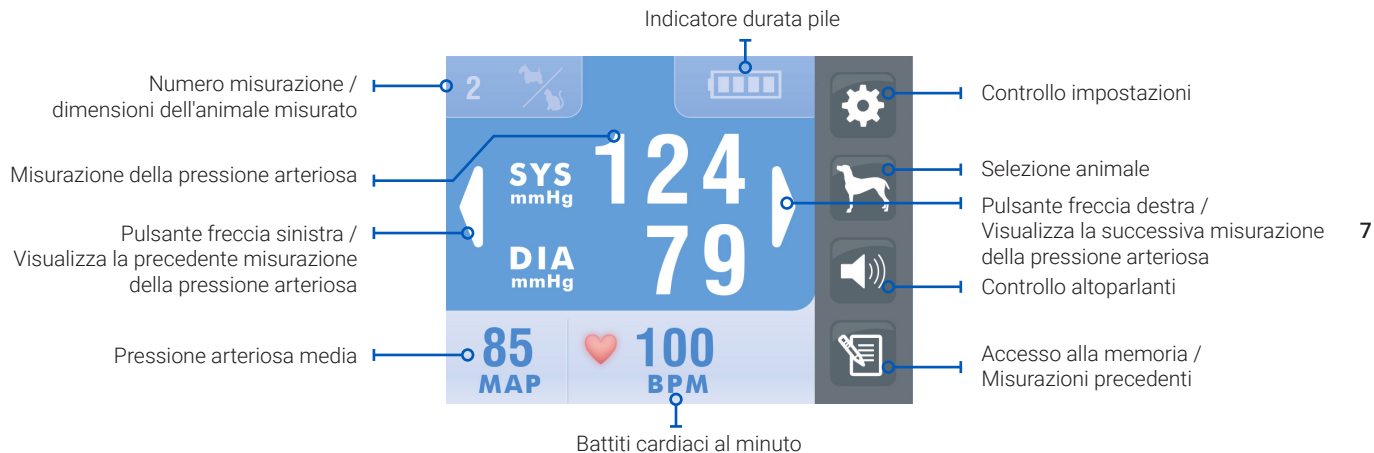 Indicatore durata pile
Numero misurazione /
dimensioni dell'animale misurato
Misurazione della pressione arteriosa
Pulsante freccia sinistra /
Visualizza la precedente misurazione
della pressione arteriosa
Pressione arteriosa media
2
SYS
mmHg
124
DIA
mmHg
79
85
MAP
100
BPM
Controllo impostazioni
Selezione animale
Pulsante freccia destra /
Visualizza la successiva misurazione
della pressione arteriosa
7
Controllo altoparlanti
Accesso alla memoria /
Misurazioni precedenti
Battiti cardiaci al minuto